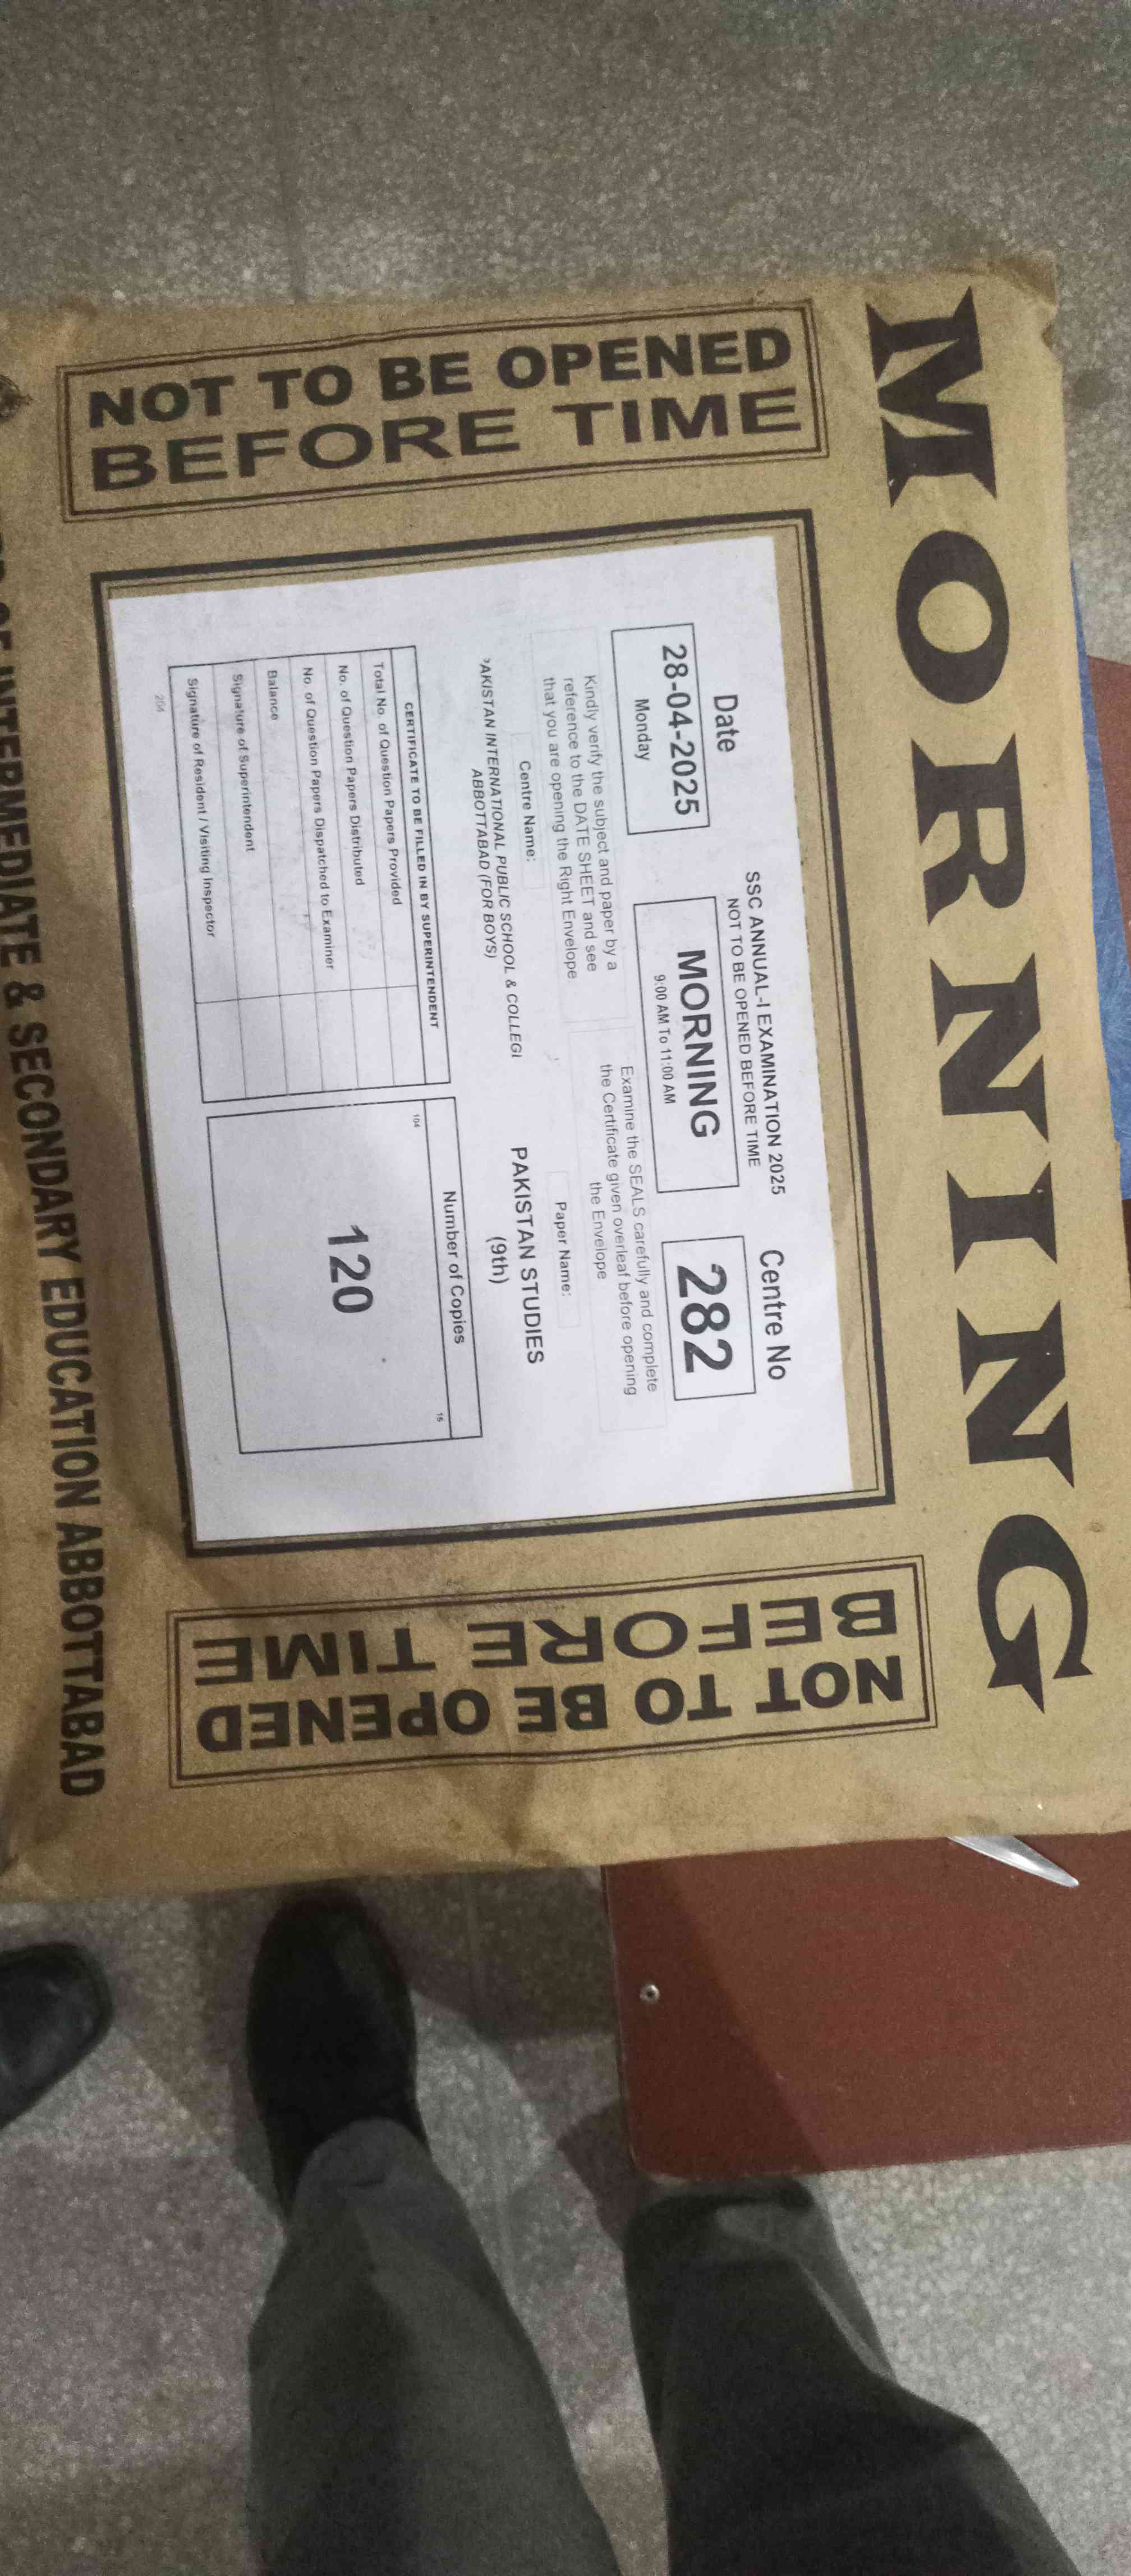 MORNING
NOT TO BE OPENED
BEFORE TIME
SSC ANNUAL-I EXAMINATION 2025
NOT TO BE OPENED BEFORE TIME
Date
28-04-2025
Monday
MORNING
9:00 AM To 11:00 AM
Centre No
282
Kindly verify the subject and paper by a
reference to the DATE SHEET and see
that you are opening the Right Envelope
Examine the SEALS carefully and complete
the Certificate given overleaf before opening
the Envelope
Centre Name:
PAKISTAN INTERNATIONAL PUBLIC SCHOOL & COLLEGI
ABBOTTABAD (FOR BOYS)
Paper Name:
PAKISTAN STUDIES
(9th)
CERTIFICATE TO BE FILLED IN BY SUPERINTENDENT
Total No. of Question Papers Provided
No. of Question Papers Distributed
No. of Question Papers Dispatched to Examiner
Balance
Signature of Superintendent
Signature of Resident / Visiting Inspector
204
Number of Copies
104
16
120
NOT TO BE OPENED
BEFORE TIME
OF INTERMEDIATE & SECONDARY EDUCATION ABBOTTABAD